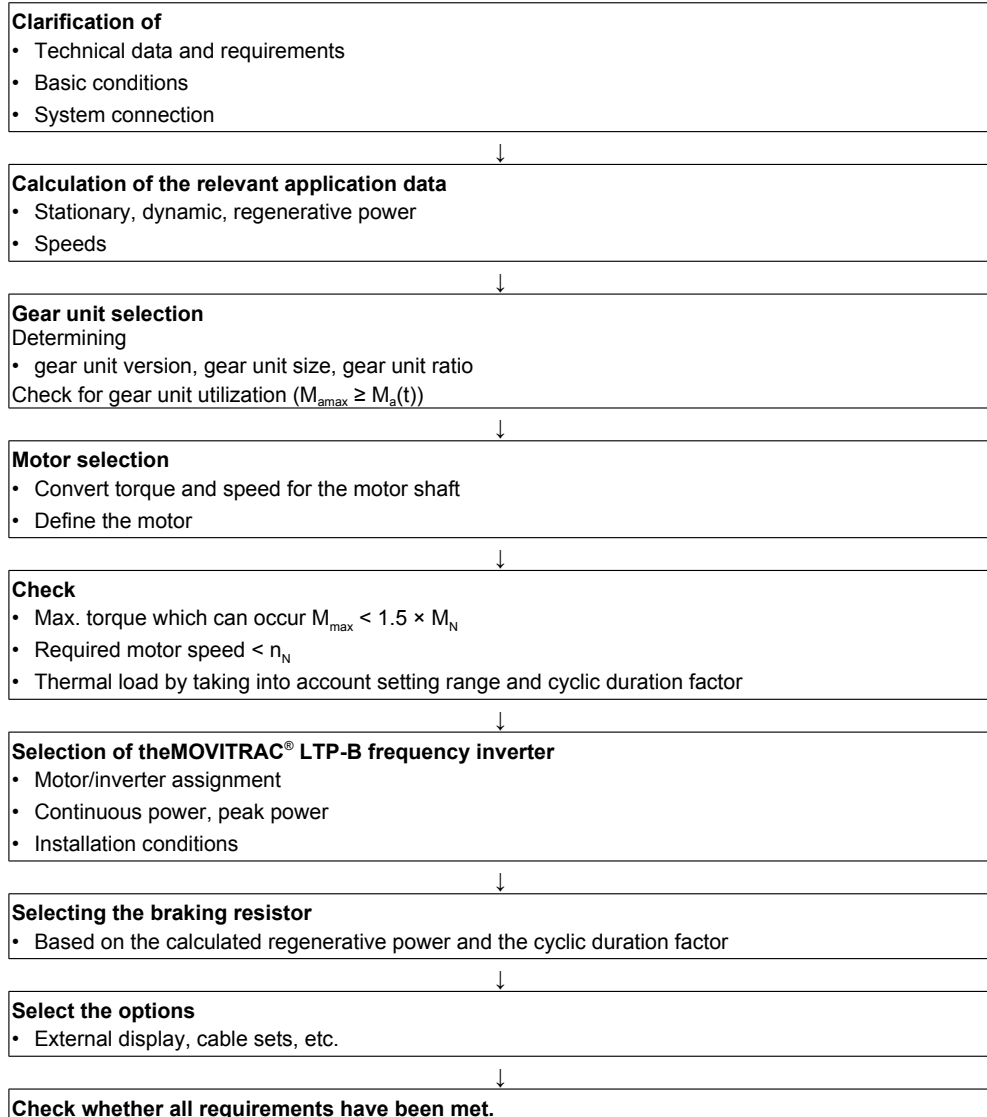 Clarification of
• Technical data and requirements
• Basic conditions
• System connection
↓
Calculation of the relevant application data
• Stationary, dynamic, regenerative power
• Speeds
↓
Gear unit selection
Determining
• gear unit version, gear unit size, gear unit ratio
Check for gear unit utilization (Mamax ≥ Ma(t))
↓
Motor selection
• Convert torque and speed for the motor shaft
• Define the motor
↓
Check
• Max. torque which can occur Mmax < 1.5 × MN
• Required motor speed < nN
• Thermal load by taking into account setting range and cyclic duration factor
↓
Selection of theMOVITRAC® LTP-B frequency inverter
• Motor/inverter assignment
• Continuous power, peak power
• Installation conditions
↓
Selecting the braking resistor
• Based on the calculated regenerative power and the cyclic duration factor
↓
Select the options
• External display, cable sets, etc.
↓
Check whether all requirements have been met.